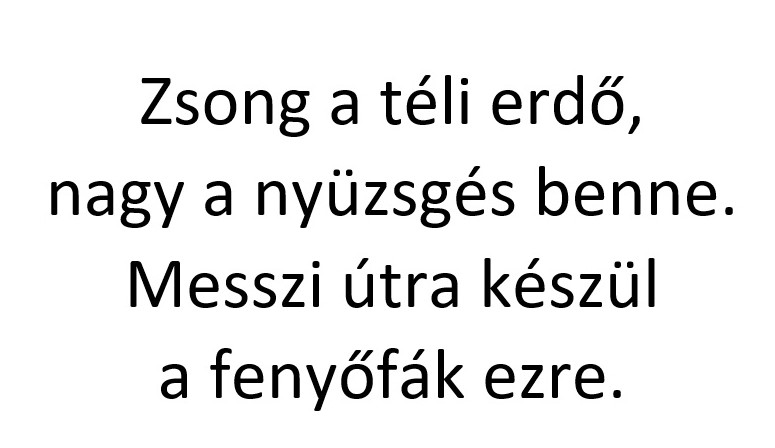 Zsong a téli erdő,
nagy a nyüzsgés benne.
Messzi útra készül
a fenyőfák ezre.